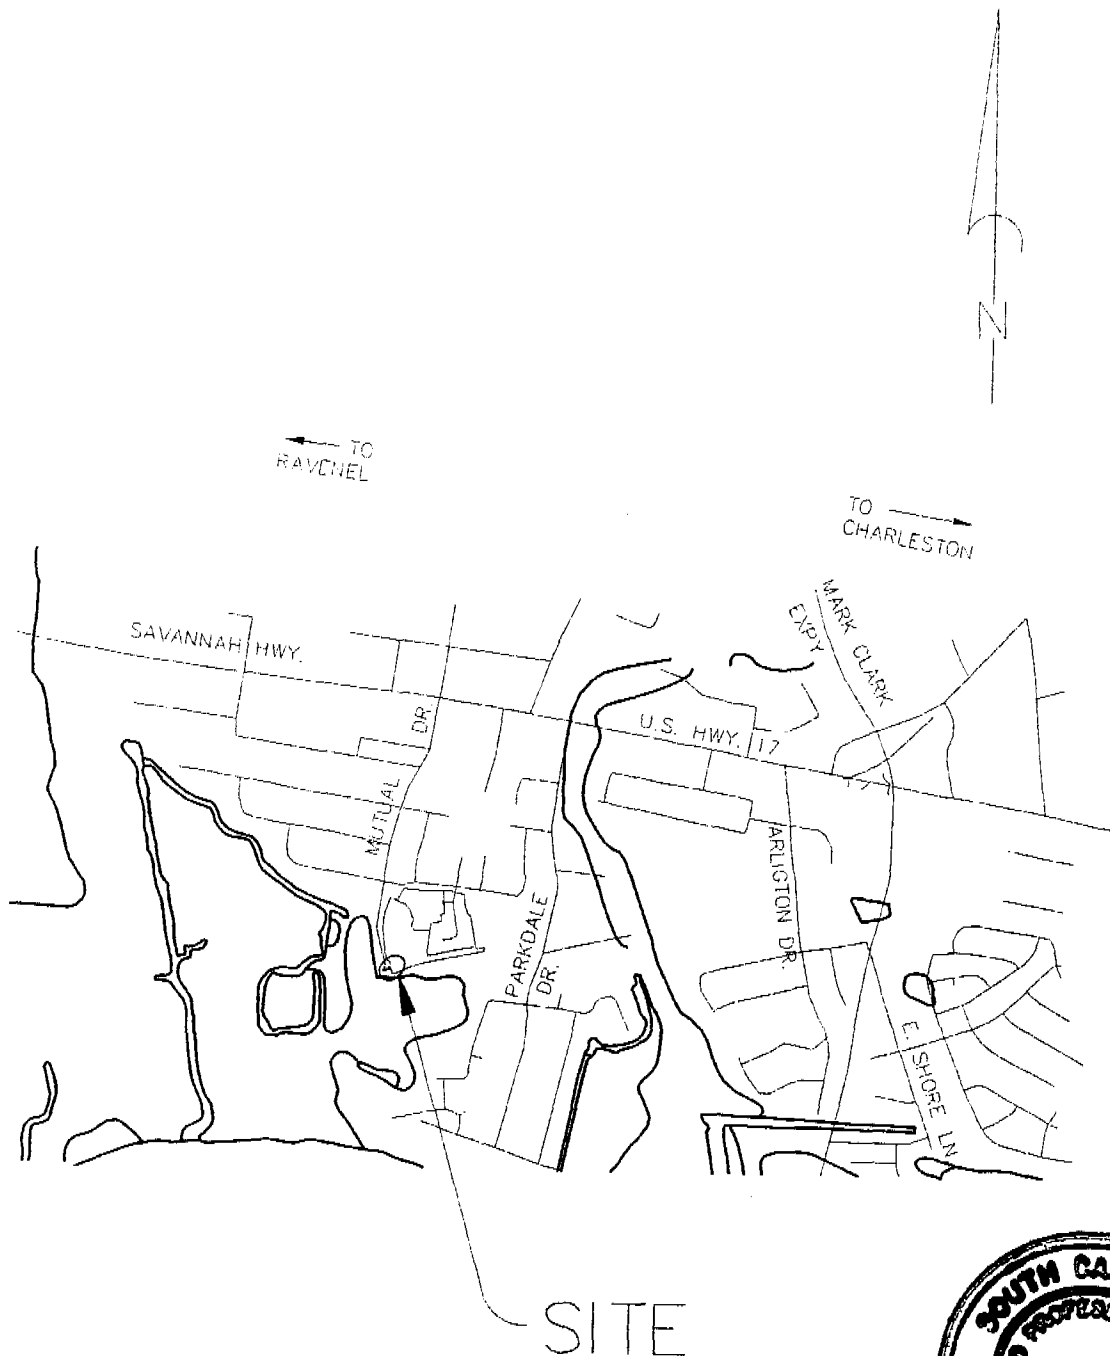 N
TO
RAVENEL
TO
CHARLESTON
MARK CLARK
EXPY
SAVANNAH HWY.
U.S. HWY. 17
MUTUAL DR.
ARLIGTON DR.
PARKDALE
DR.
E. SHORE LN
SITE
SOUTH CA